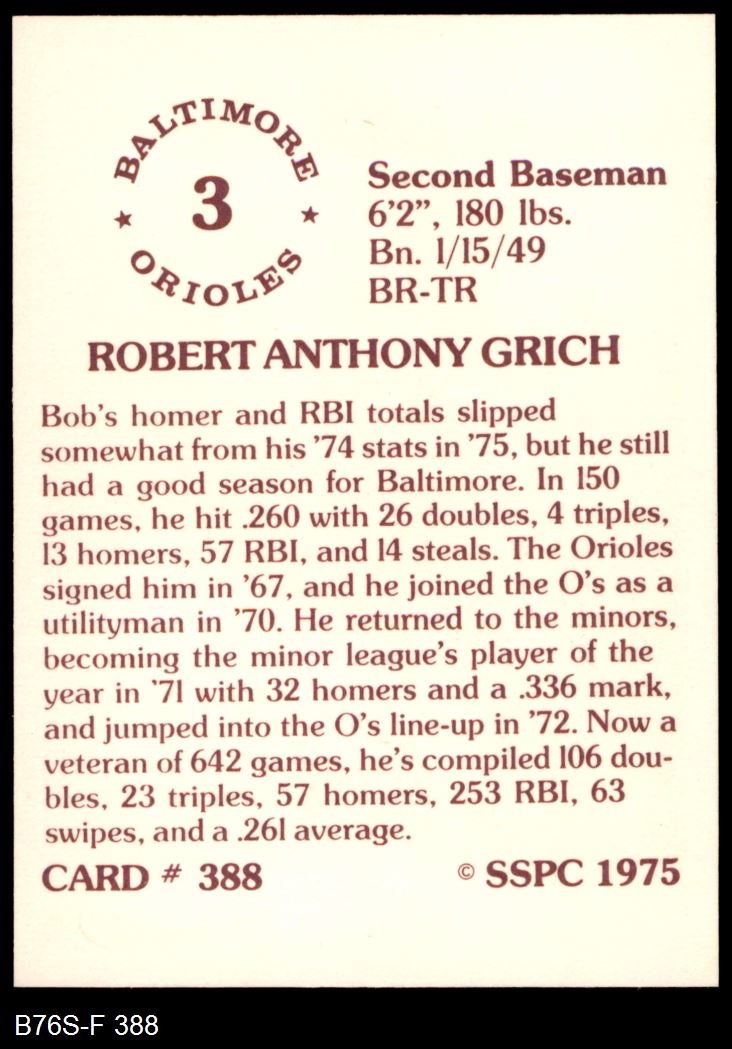 BALTIMORE
3
★ ★
ORIOLES
Second Baseman
6'2”, 180 lbs.
Bn. 1/15/49
BR-TR
ROBERT ANTHONY GRICH
Bob's homer and RBI totals slipped
somewhat from his '74 stats in '75, but he still
had a good season for Baltimore. In 150
games, he hit .260 with 26 doubles, 4 triples,
13 homers, 57 RBI, and 14 steals. The Orioles
signed him in '67, and he joined the O's as a
utilityman in '70. He returned to the minors,
becoming the minor league's player of the
year in '71 with 32 homers and a .336 mark,
and jumped into the O's line-up in '72. Now a
veteran of 642 games, he's compiled 106 dou-
bles, 23 triples, 57 homers, 253 RBI, 63
swipes, and a .261 average.
CARD # 388 © SSPC 1975
B76S-F 388